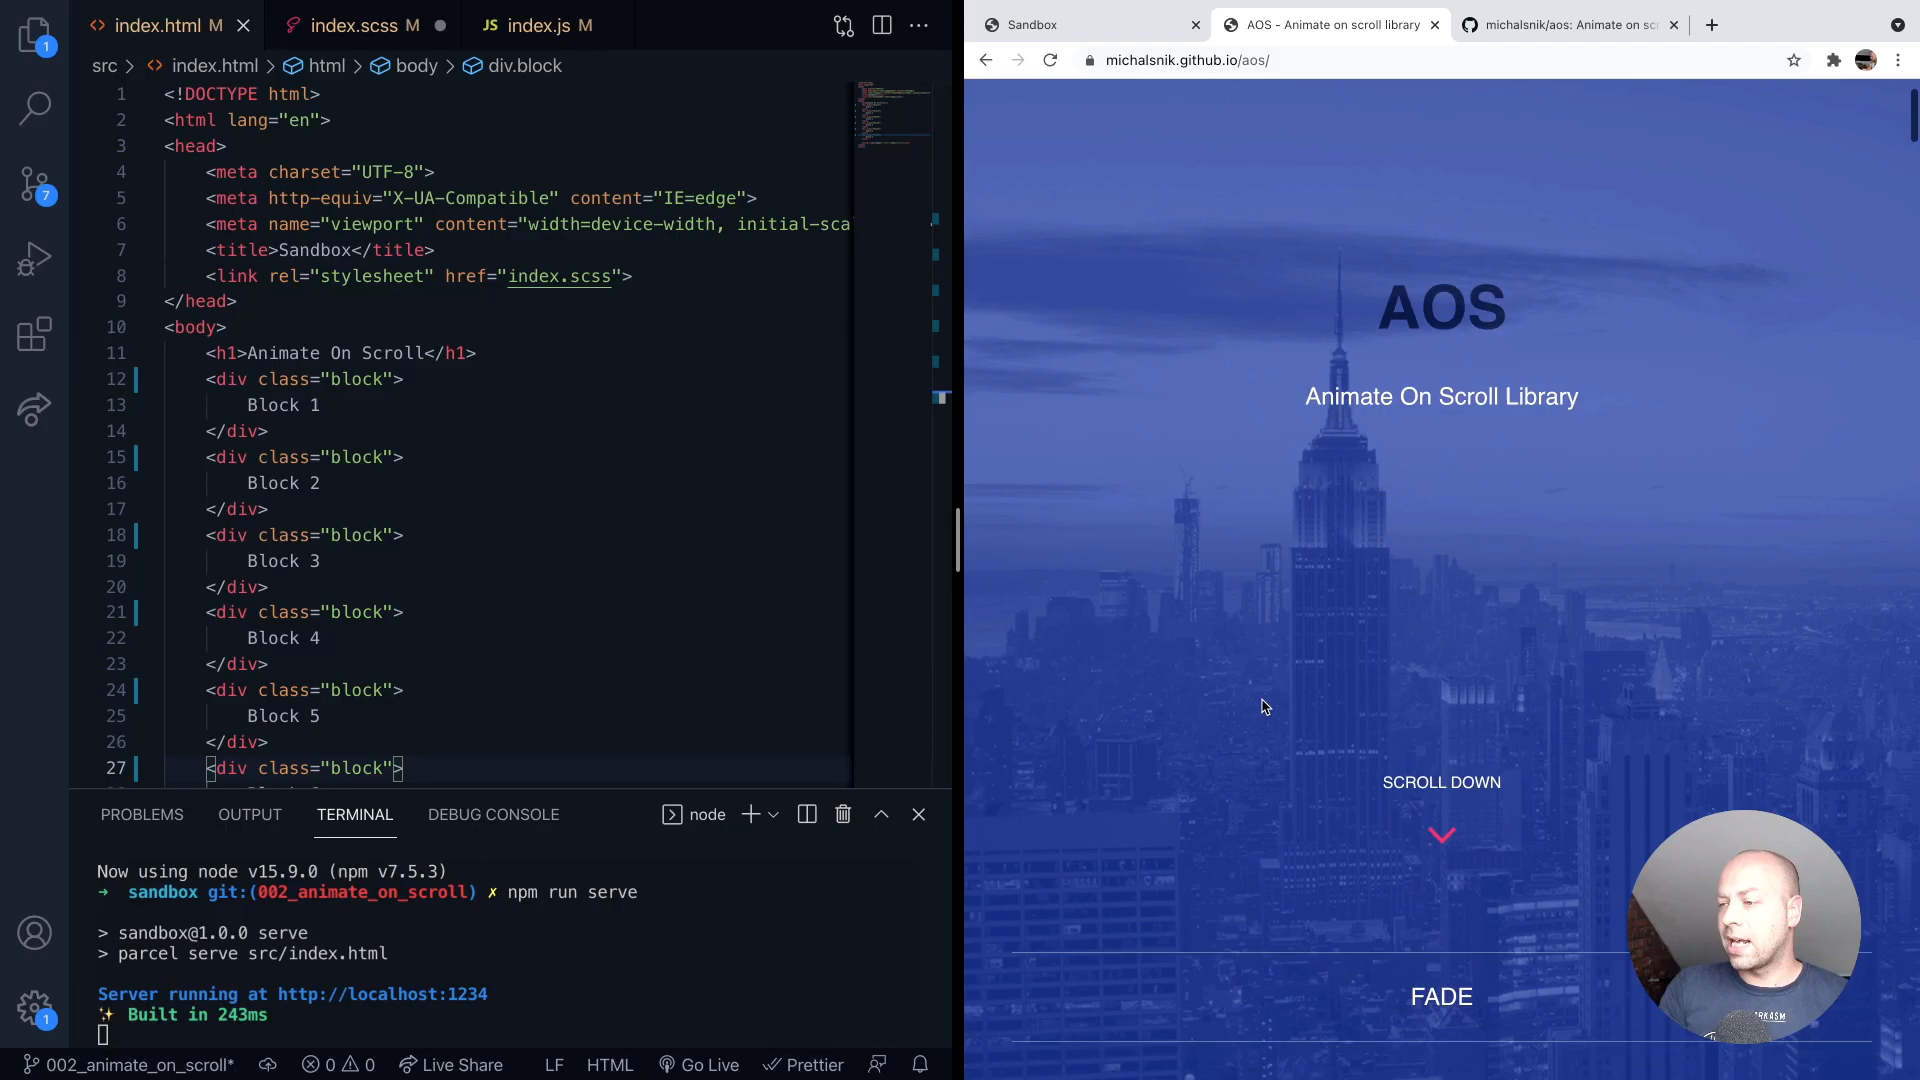 index.html M
index.scss M
JS index.js M
src > index.html > html > body > div.block
1 <!DOCTYPE html>
2 <html lang="en">
3 <head>
4 <meta charset="UTF-8">
5 <meta http-equiv="X-UA-Compatible" content="IE=edge">
6 <meta name="viewport" content="width=device-width, initial-sca
7 <title>Sandbox</title>
8 <link rel="stylesheet" href="index.scss">
9 </head>
10 <body>
11 <h1>Animate On Scroll</h1>
12 <div class="block">
13 Block 1
14 </div>
15 <div class="block">
16 Block 2
17 </div>
18 <div class="block">
19 Block 3
20 </div>
21 <div class="block">
22 Block 4
23 </div>
24 <div class="block">
25 Block 5
26 </div>
27 <div class="block">
PROBLEMS OUTPUT TERMINAL DEBUG CONSOLE node
Now using node v15.9.0 (npm v7.5.3)
→ sandbox git:(002_animate_on_scroll) ✗ npm run serve
> sandbox@1.0.0 serve
> parcel serve src/index.html
Server running at http://localhost:1234
✨ Built in 243ms
1
7
1
002_animate_on_scroll* 0 0 Live Share LF HTML Go Live Prettier
Sandbox
AOS - Animate on scroll library
michalsnik/aos: Animate on scr
michalsnik.github.io/aos/
AOS
Animate On Scroll Library
SCROLL DOWN
FADE